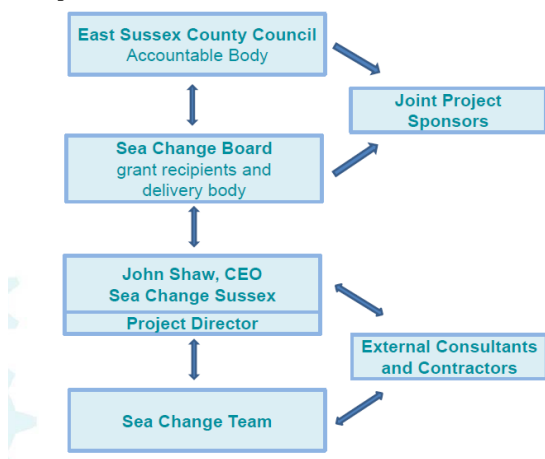 East Sussex County Council
Accountable Body
Joint Project
Sponsors
Sea Change Board
grant recipients and
delivery body
John Shaw, CEO
Sea Change Sussex
Project Director
External Consultants
and Contractors
Sea Change Team